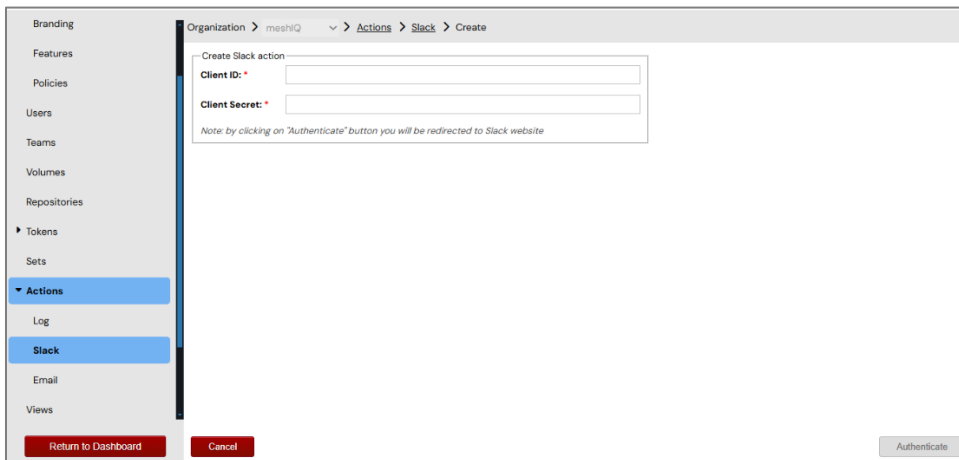 Branding
Features
Policies
Users
Teams
Volumes
Repositories
Tokens
Sets
Actions
Log
Slack
Email
Views
Return to Dashboard
Organization > meshIQ > Actions > Slack > Create
Create Slack action
Client ID: *
Client Secret: *
Note: by clicking on "Authenticate" button you will be redirected to Slack website
Cancel
Authenticate